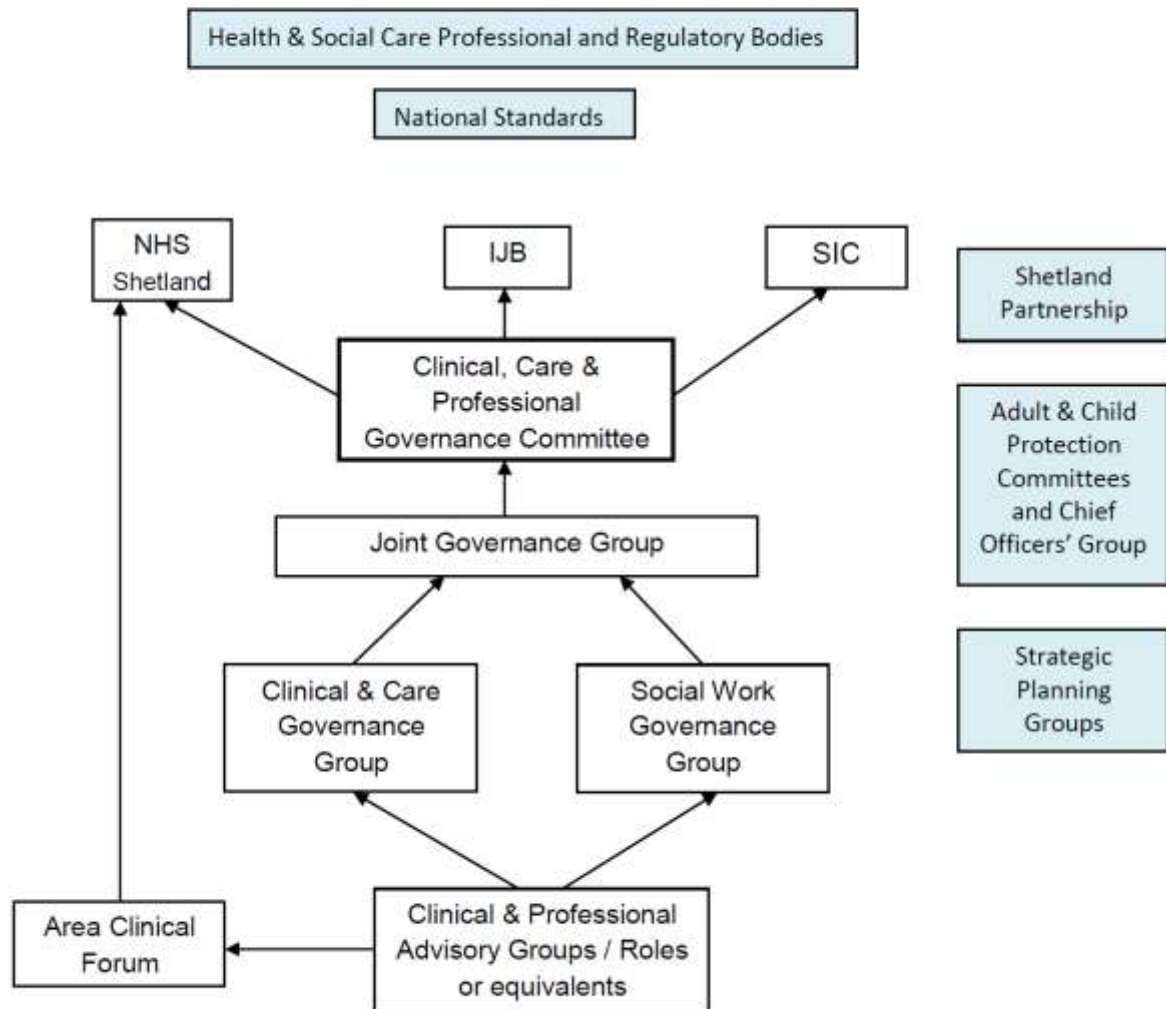 Health & Social Care Professional and Regulatory Bodies
National Standards
NHS
Shetland
IJB
SIC
Shetland
Partnership
Clinical, Care &
Professional
Governance Committee
Adult & Child
Protection
Committees
and Chief
Officers’ Group
Joint Governance Group
Clinical & Care
Governance
Group
Social Work
Governance
Group
Strategic
Planning
Groups
Area Clinical
Forum
Clinical & Professional
Advisory Groups / Roles
or equivalents